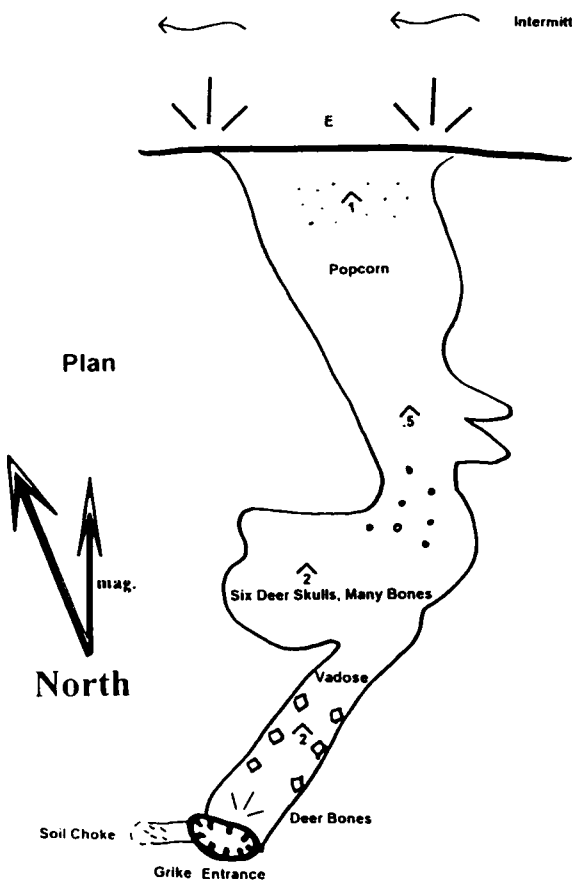 Intermitt
E
1
Popcorn
Plan
.5
mag.
2
Six Deer Skulls, Many Bones
North
Vadose
2
Deer Bones
Soil Choke
Grike Entrance